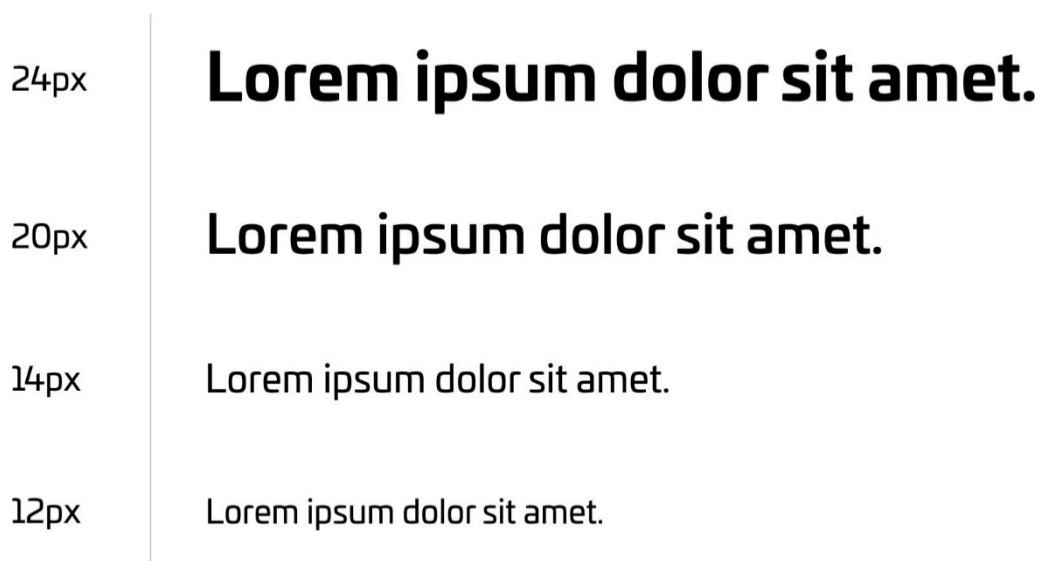 24px Lorem ipsum dolor sit amet.
20px Lorem ipsum dolor sit amet.
14px Lorem ipsum dolor sit amet.
12px Lorem ipsum dolor sit amet.